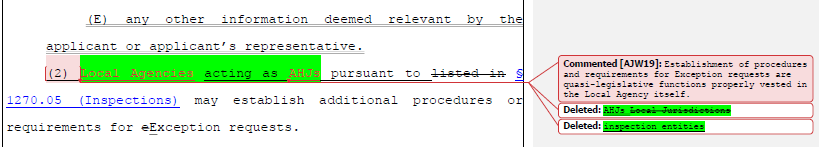 (E) any other information deemed relevant by the
applicant or applicant's representative.
(2) Local Agencies acting as AHJs pursuant to listed in §
1270.05 (Inspections) may establish additional procedures or
requirements for eException requests.
Commented [AJW19]: Establishment of procedures
and requirements for Exception requests are
quasi-legislative functions properly vested in
the Local Agency itself.
Deleted: AHJs Local Jurisdictions
Deleted: inspection entities